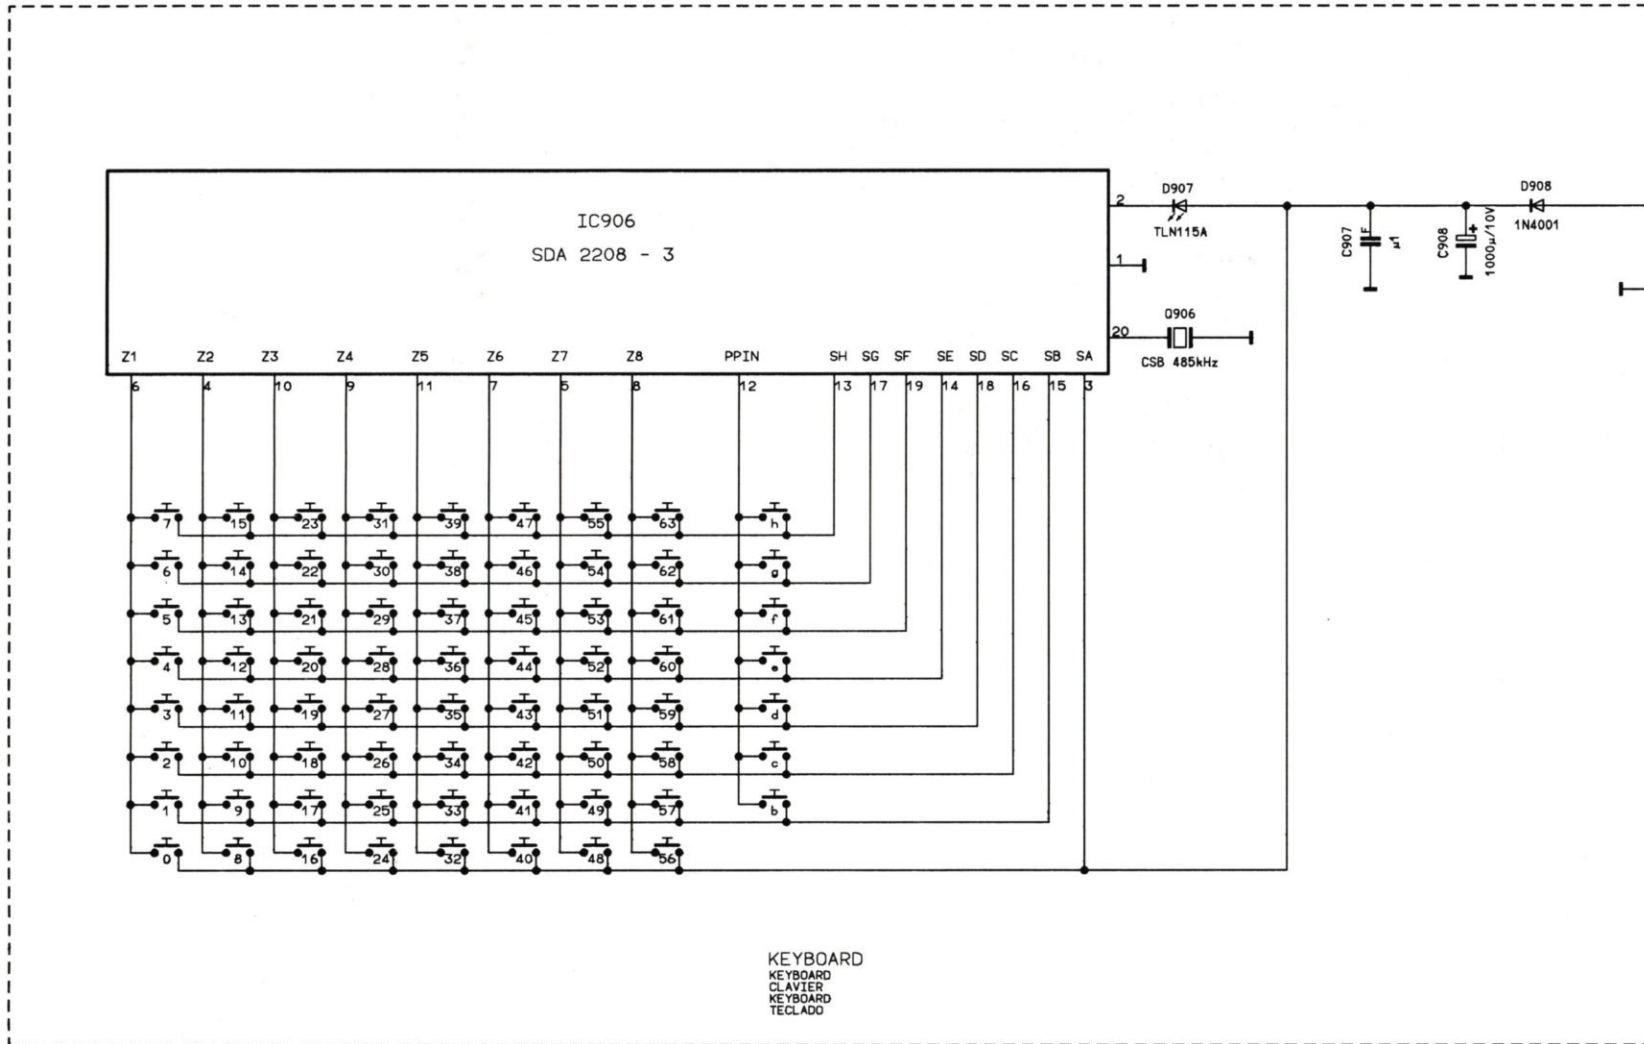 IC906
SDA 2208 - 3
2
D907
TLN115A
D908
1N4001
C907
F
µ1
C908
+
1000µ/10V
1
20
Q906
CSB 485kHz
Z1 Z2 Z3 Z4 Z5 Z6 Z7 Z8 PPIN SH SG SF SE SD SC SB SA
6 4 10 9 11 7 5 8 12 13 17 19 14 18 16 15 3
7 15 23 31 39 47 55 63 h
6 14 22 30 38 46 54 62 g
5 13 21 29 37 45 53 61 f
4 12 20 28 36 44 52 60 e
3 11 19 27 35 43 51 59 d
2 10 18 26 34 42 50 58 c
1 9 17 25 33 41 49 57 b
0 8 16 24 32 40 48 56
KEYBOARD
KEYBOARD
CLAVIER
KEYBOARD
TECLADO